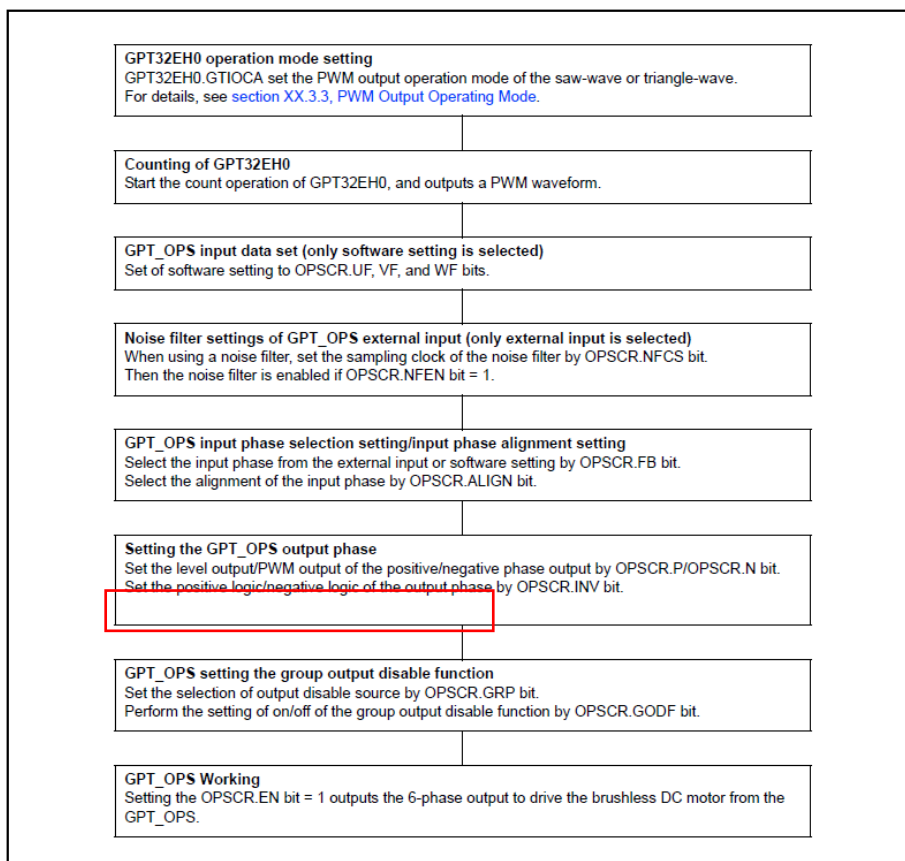 GPT32EH0 operation mode setting
GPT32EH0.GTIOCA set the PWM output operation mode of the saw-wave or triangle-wave.
For details, see section XX.3.3, PWM Output Operating Mode.
Counting of GPT32EH0
Start the count operation of GPT32EH0, and outputs a PWM waveform.
GPT_OPS input data set (only software setting is selected)
Set of software setting to OPSCR.UF, VF, and WF bits.
Noise filter settings of GPT_OPS external input (only external input is selected)
When using a noise filter, set the sampling clock of the noise filter by OPSCR.NFCS bit.
Then the noise filter is enabled if OPSCR.NFEN bit = 1.
GPT_OPS input phase selection setting/input phase alignment setting
Select the input phase from the external input or software setting by OPSCR.FB bit.
Select the alignment of the input phase by OPSCR.ALIGN bit.
Setting the GPT_OPS output phase
Set the level output/PWM output of the positive/negative phase output by OPSCR.P/OPSCR.N bit.
Set the positive logic/negative logic of the output phase by OPSCR.INV bit.
GPT_OPS setting the group output disable function
Set the selection of output disable source by OPSCR.GRP bit.
Perform the setting of on/off of the group output disable function by OPSCR.GODF bit.
GPT_OPS Working
Setting the OPSCR.EN bit = 1 outputs the 6-phase output to drive the brushless DC motor from the
GPT_OPS.